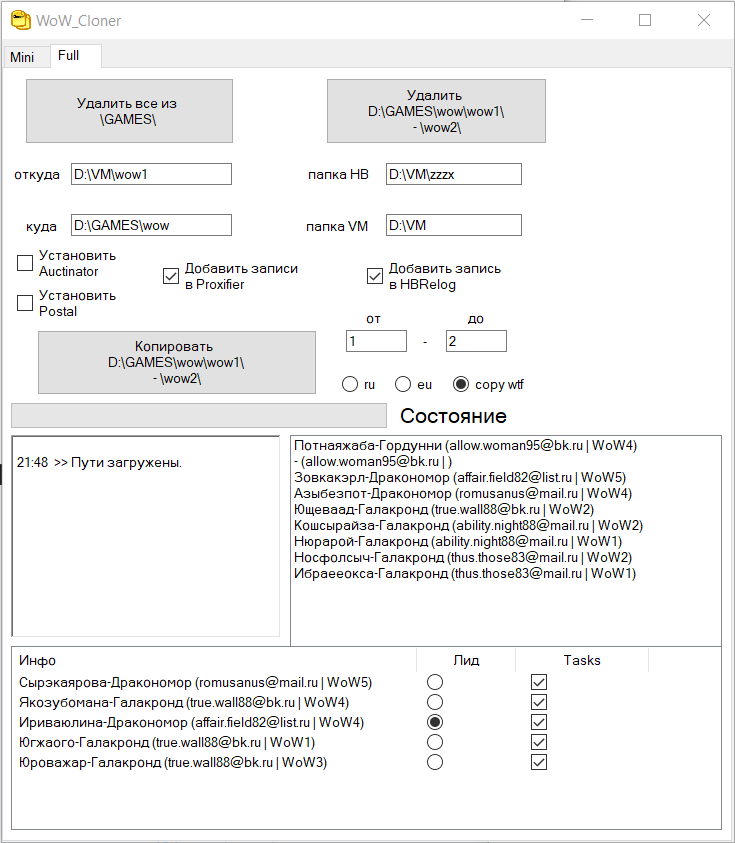 WoW_Cloner
Mini
Full
Удалить все из
\GAMES\
Удалить
D:\GAMES\wow\wow1\
- \wow2\
откуда
D:\VM\wow1
папка HB
D:\VM\zzzx
куда
D:\GAMES\wow
папка VM
D:\VM
Установить
Auctinator
Добавить записи
в Proxifier
Добавить запись
в HBRelog
Установить
Postal
от
до
1
-
2
Копировать
D:\GAMES\wow\wow1\
- \wow2\
ru
eu
copy wtf
Состояние
21:48 >> Пути загружены.
Потнаяжаба-Гордунни (allow.woman95@bk.ru | WoW4)
- (allow.woman95@bk.ru | )
Зовкакэрл-Дракономор (affair.field82@list.ru | WoW5)
Азыбезпот-Дракономор (romusanus@mail.ru | WoW4)
Ющеваад-Галакронд (true.wall88@bk.ru | WoW2)
Кошсырайза-Галакронд (ability.night88@mail.ru | WoW2)
Нюрарой-Галакронд (ability.night88@mail.ru | WoW1)
Носфолсыч-Галакронд (thus.those83@mail.ru | WoW2)
Ибраееокса-Галакронд (thus.those83@mail.ru | WoW1)
Инфо
Лид
Tasks
Сырэкаярова-Дракономор (romusanus@mail.ru | WoW5)
Якозубомана-Галакронд (true.wall88@bk.ru | WoW4)
Ириваюлина-Дракономор (affair.field82@list.ru | WoW4)
Югжаого-Галакронд (true.wall88@bk.ru | WoW1)
Юроважар-Галакронд (true.wall88@bk.ru | WoW3)